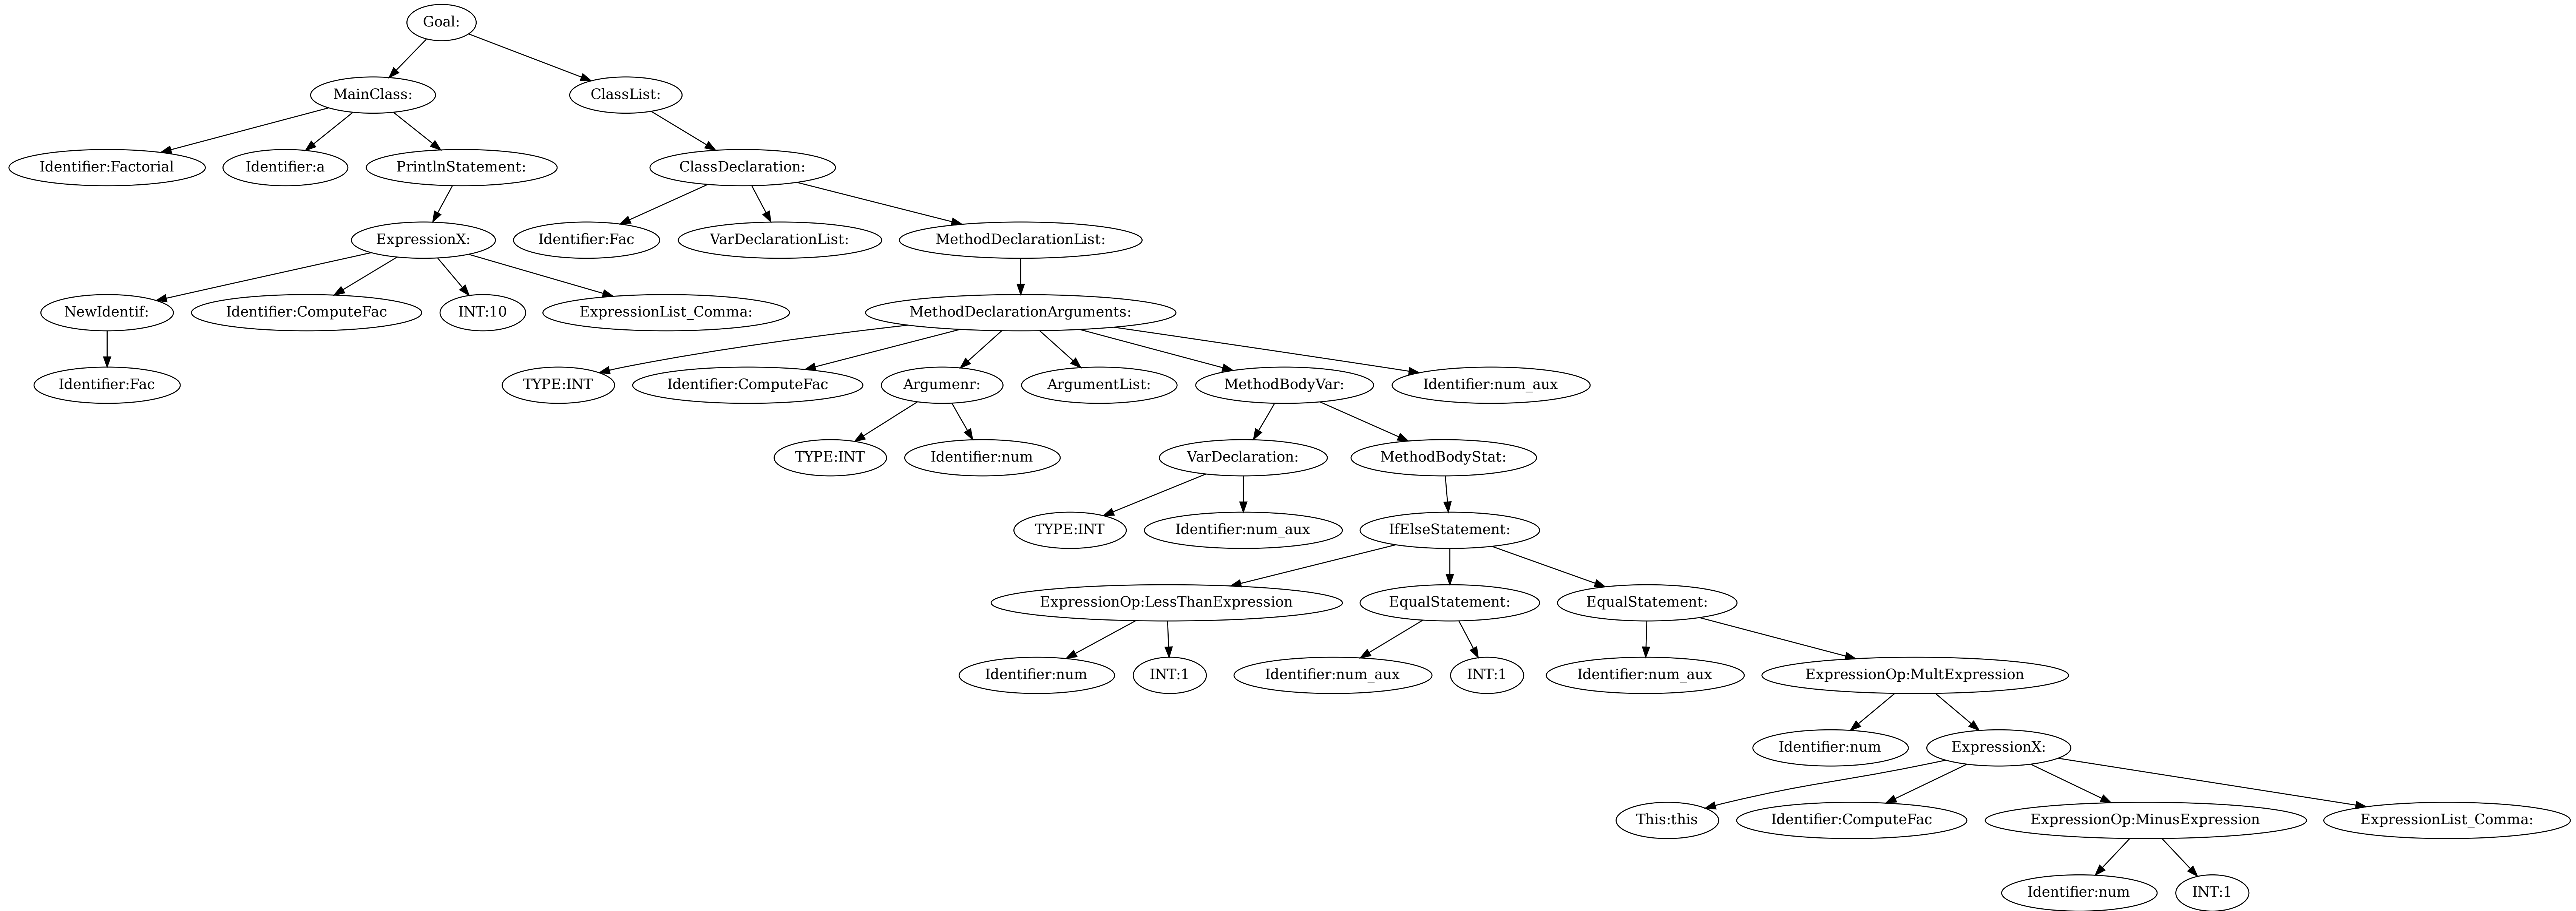 Goal:
MainClass:
ClassList:
Identifier:Factorial
Identifier:a
PrintlnStatement:
ClassDeclaration:
ExpressionX:
Identifier:Fac
VarDeclarationList:
MethodDeclarationList:
NewIdentif:
Identifier:ComputeFac
INT:10
ExpressionList_Comma:
MethodDeclarationArguments:
Identifier:Fac
TYPE:INT
Identifier:ComputeFac
Argumenr:
ArgumentList:
MethodBodyVar:
Identifier:num_aux
TYPE:INT
Identifier:num
VarDeclaration:
MethodBodyStat:
TYPE:INT
Identifier:num_aux
IfElseStatement:
ExpressionOp:LessThanExpression
EqualStatement:
EqualStatement:
Identifier:num
INT:1
Identifier:num_aux
INT:1
Identifier:num_aux
ExpressionOp:MultExpression
Identifier:num
ExpressionX:
This:this
Identifier:ComputeFac
ExpressionOp:MinusExpression
ExpressionList_Comma:
Identifier:num
INT:1